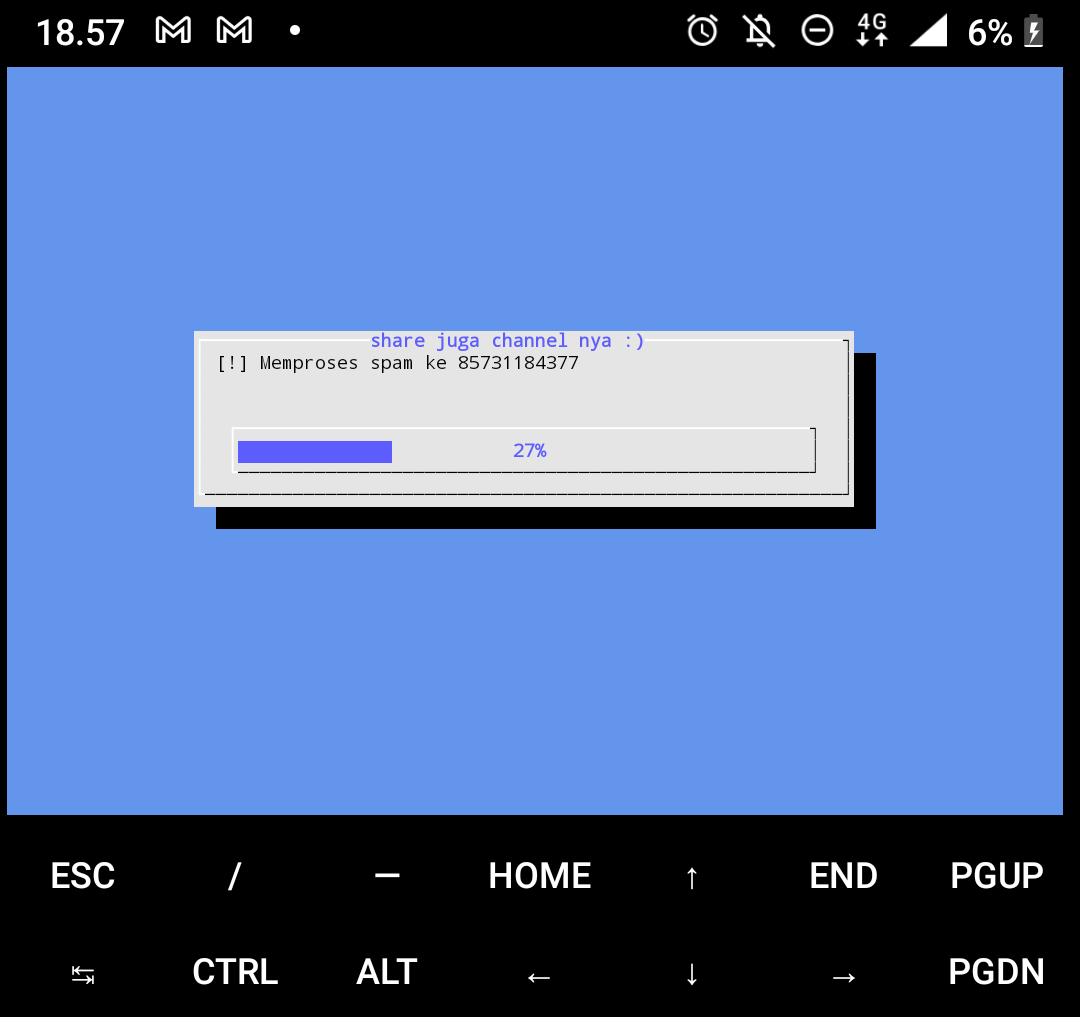 18.57 4G 6%
share juga channel nya :)
[!] Memproses spam ke 85731184377
27%
ESC / — HOME ↑ END PGUP
↹ CTRL ALT ← ↓ → PGDN